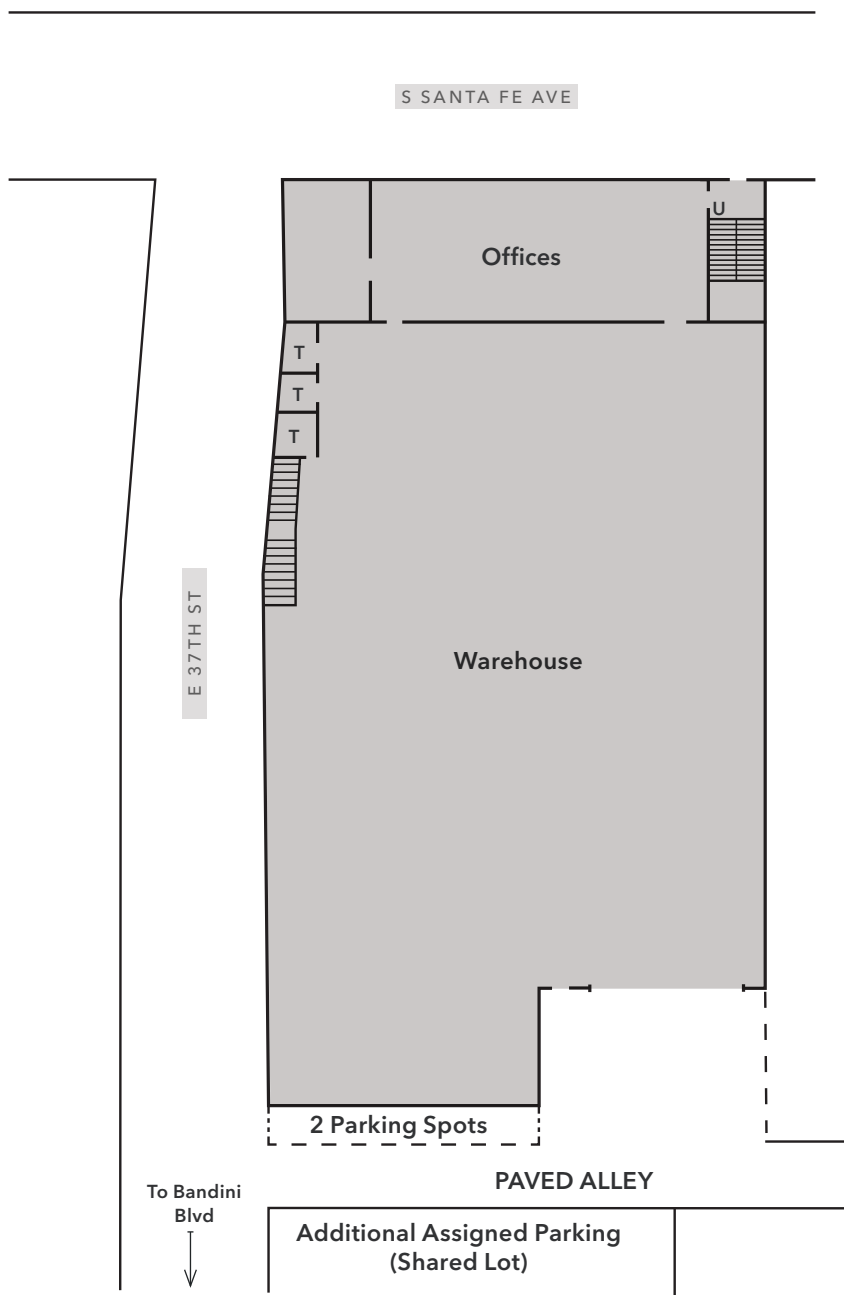 S SANTA FE AVE
U
Offices
T
T
T
E 37TH ST
Warehouse
2 Parking Spots
PAVED ALLEY
To Bandini
Blvd
Additional Assigned Parking
(Shared Lot)